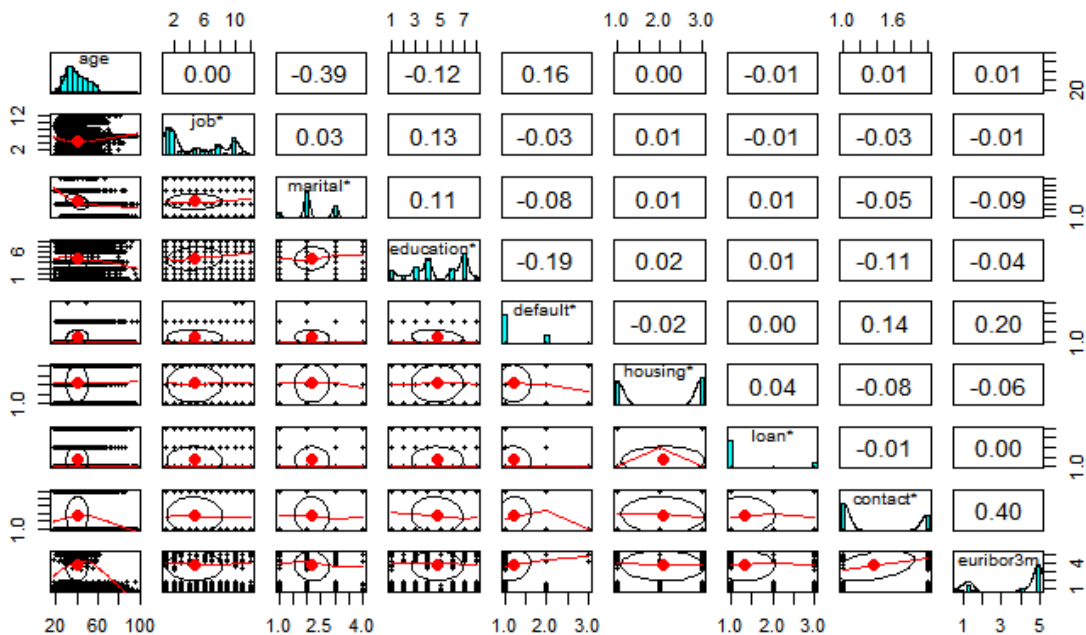 2 6 10 1 3 5 7 1.0 2.0 3.0 1.0 1.6
age 0.00 -0.39 -0.12 0.16 0.00 -0.01 0.01 0.01 20
2 12 job* 0.03 0.13 -0.03 0.01 -0.01 -0.03 -0.01
marital* 0.11 -0.08 0.01 0.01 -0.05 -0.09 1.0
1 6 education* -0.19 0.02 0.01 -0.11 -0.04
default* -0.02 0.00 0.14 0.20 1.0
1.0 housing* 0.04 -0.08 -0.06
loan* -0.01 0.00 1.0
1.0 contact* 0.40
euribor3m 1 4
20 60 100 1.0 2.5 4.0 1.0 2.0 3.0 1.0 2.0 3.0 1 3 5